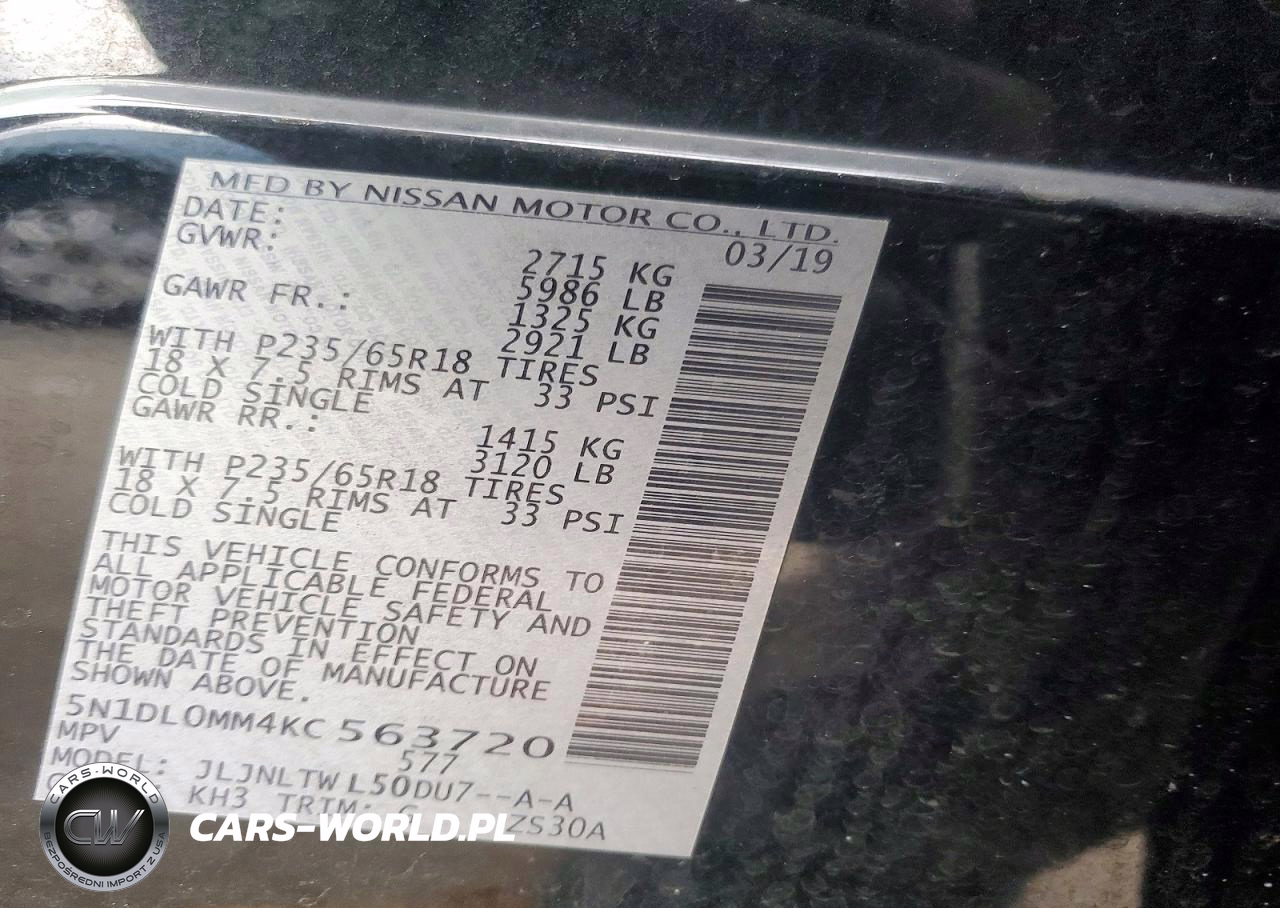 MFD BY NISSAN MOTOR CO., LTD.
DATE: 03/19
GVWR: 2715 KG
5986 LB
GAWR FR.: 1325 KG
2921 LB
WITH P235/65R18 TIRES
18 X 7.5 RIMS AT 33 PSI
COLD SINGLE
GAWR RR.: 1415 KG
3120 LB
WITH P235/65R18 TIRES
18 X 7.5 RIMS AT 33 PSI
COLD SINGLE
THIS VEHICLE CONFORMS TO
ALL APPLICABLE FEDERAL
MOTOR VEHICLE SAFETY AND
THEFT PREVENTION
STANDARDS IN EFFECT ON
THE DATE OF MANUFACTURE
SHOWN ABOVE.
5N1DL0MM4KC563720
MPV 577
MODEL: JLJNLTWL50DU7--A-A
KH3 TRIM: G ZS30A
CARS-WORLD
CW
BEZPOŚREDNI IMPORT Z USA
CARS-WORLD.PL